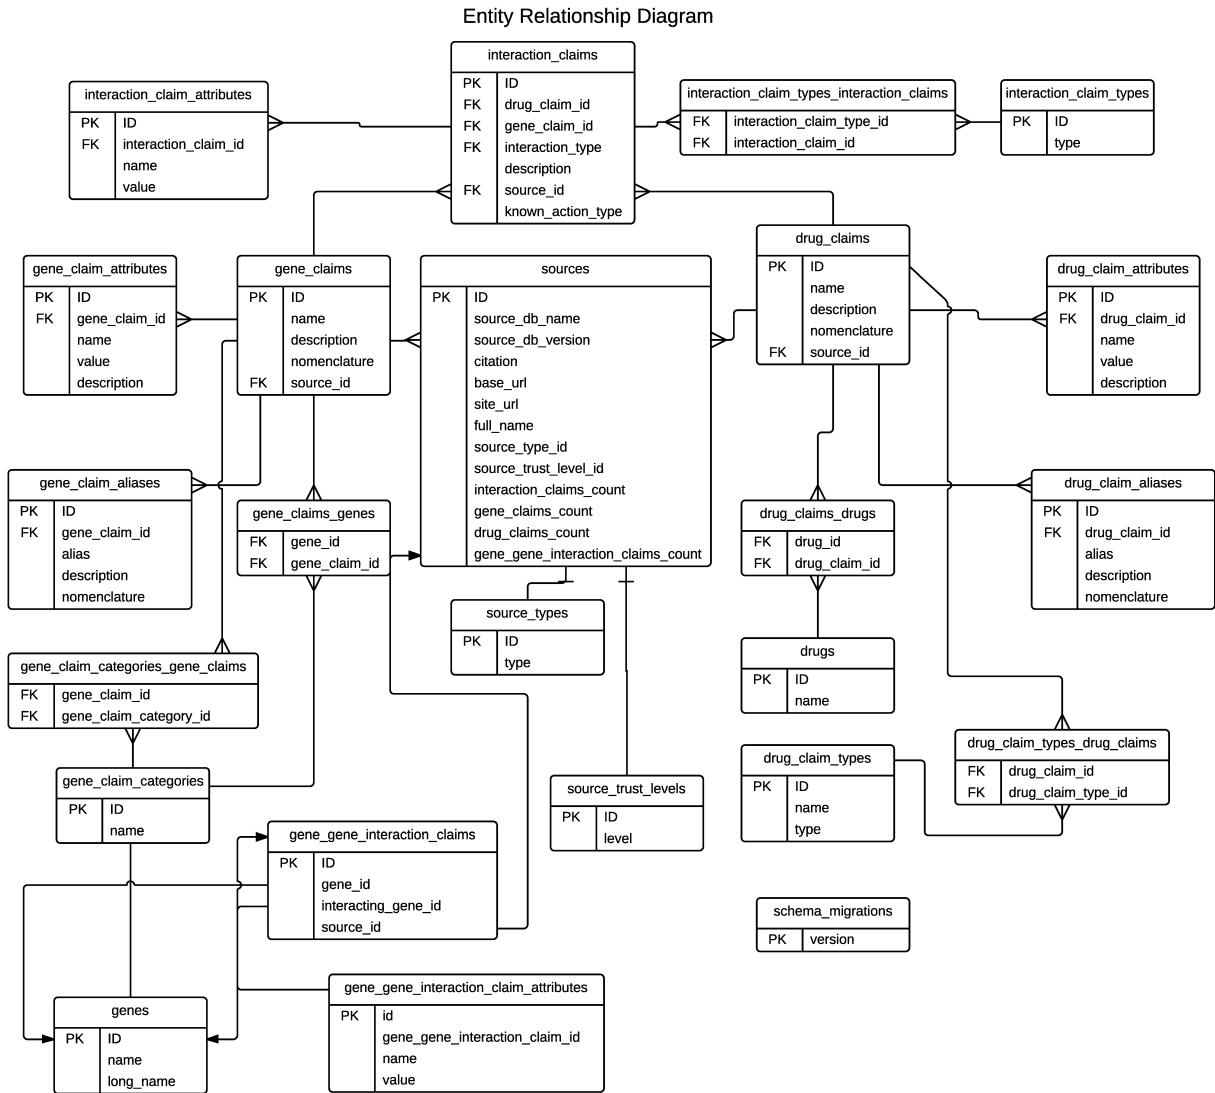 Entity Relationship Diagram
interaction_claims
PK ID
FK drug_claim_id
FK gene_claim_id
FK interaction_type
description
FK source_id
known_action_type
interaction_claim_attributes
PK ID
FK interaction_claim_id
name
value
interaction_claim_types_interaction_claims
FK interaction_claim_type_id
FK interaction_claim_id
interaction_claim_types
PK ID
type
gene_claim_attributes
PK ID
FK gene_claim_id
name
value
description
gene_claims
PK ID
name
description
nomenclature
FK source_id
sources
PK ID
source_db_name
source_db_version
citation
base_url
site_url
full_name
source_type_id
source_trust_level_id
interaction_claims_count
gene_claims_count
drug_claims_count
gene_gene_interaction_claims_count
drug_claims
PK ID
name
description
nomenclature
FK source_id
drug_claim_attributes
PK ID
FK drug_claim_id
name
value
description
gene_claim_aliases
PK ID
FK gene_claim_id
alias
description
nomenclature
gene_claims_genes
FK gene_id
FK gene_claim_id
drug_claims_drugs
FK drug_id
FK drug_claim_id
drug_claim_aliases
PK ID
FK drug_claim_id
alias
description
nomenclature
source_types
PK ID
type
drugs
PK ID
name
gene_claim_categories_gene_claims
FK gene_claim_id
FK gene_claim_category_id
drug_claim_types_drug_claims
FK drug_claim_id
FK drug_claim_type_id
drug_claim_types
PK ID
name
type
gene_claim_categories
PK ID
name
source_trust_levels
PK ID
level
gene_gene_interaction_claims
PK ID
gene_id
interacting_gene_id
source_id
schema_migrations
PK version
gene_gene_interaction_claim_attributes
PK id
gene_gene_interaction_claim_id
name
value
genes
PK ID
name
long_name